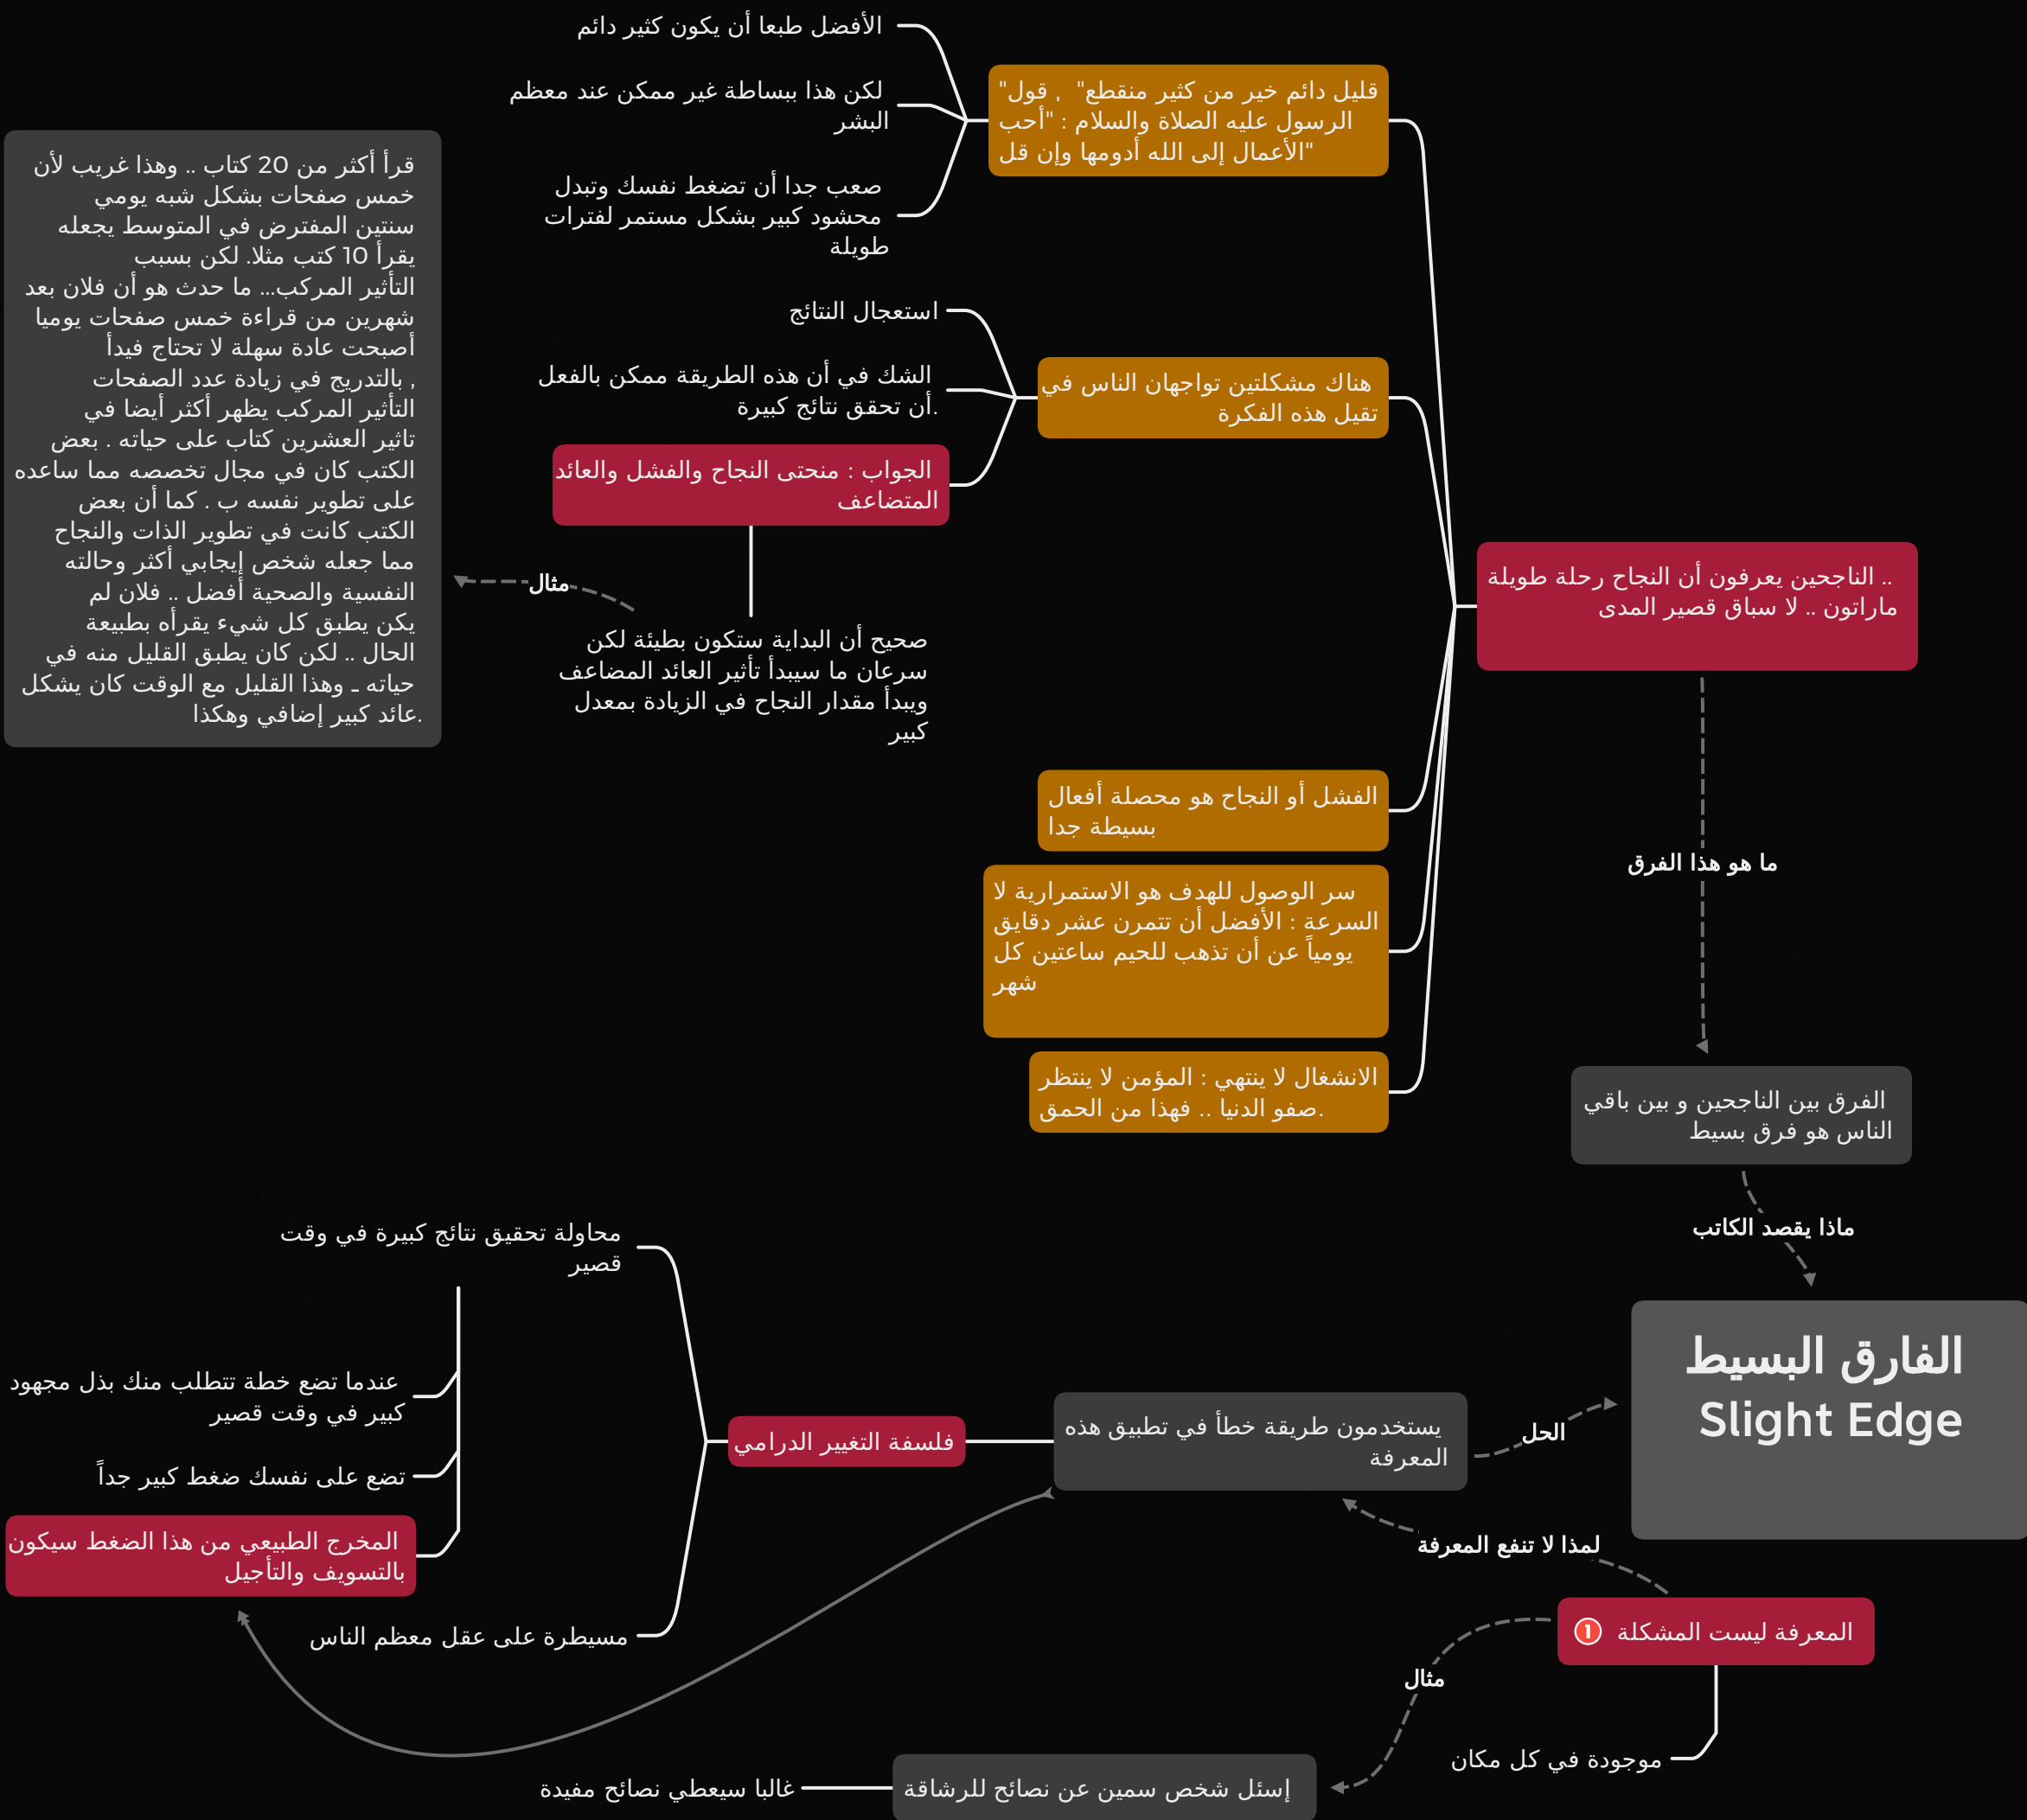 الأفضل طبعا أن يكون كثير دائم
لكن هذا ببساطة غير ممكن عند معظم
البشر
صعب جدا أن تضغط نفسك وتبدل
محشود كبير بشكل مستمر لفترات
طويلة
"قليل دائم خير من كثير منقطع" , قول
الرسول عليه الصلاة والسلام : "أحب
الأعمال إلى الله أدومها وإن قل"
استعجال النتائج
الشك في أن هذه الطريقة ممكن بالفعل
أن تحقق نتائج كبيرة.
الجواب : منحتى النجاح والفشل والعائد
المتضاعف
هناك مشكلتين تواجهان الناس في
تقيل هذه الفكرة
مثال
صحيح أن البداية ستكون بطيئة لكن
سرعان ما سيبدأ تأثير العائد المضاعف
ويبدأ مقدار النجاح في الزيادة بمعدل
كبير
قرأ أكثر من 20 كتاب .. وهذا غريب لأن
خمس صفحات بشكل شبه يومي
سنتين المفترض في المتوسط يجعله
يقرأ 10 كتب مثلا. لكن بسبب
التأثير المركب... ما حدث هو أن فلان بعد
شهرين من قراءة خمس صفحات يوميا
أصبحت عادة سهلة لا تحتاج فيدأ
بالتدريج في زيادة عدد الصفحات ,
التأثير المركب يظهر أكثر أيضا في
تاثير العشرين كتاب على حياته . بعض
الكتب كان في مجال تخصصه مما ساعده
على تطوير نفسه ب . كما أن بعض
الكتب كانت في تطوير الذات والنجاح
مما جعله شخص إيجابي أكثر وحالته
النفسية والصحية أفضل .. فلان لم
يكن يطبق كل شيء يقرأه بطبيعة
الحال .. لكن كان يطبق القليل منه في
حياته ـ وهذا القليل مع الوقت كان يشكل
عائد كبير إضافي وهكذا.
الناجحين يعرفون أن النجاح رحلة طويلة ..
ماراتون .. لا سباق قصير المدى
الفشل أو النجاح هو محصلة أفعال
بسيطة جدا
سر الوصول للهدف هو الاستمرارية لا
السرعة : الأفضل أن تتمرن عشر دقايق
يومياً عن أن تذهب للحيم ساعتين كل
شهر
الانشغال لا ينتهي : المؤمن لا ينتظر
صفو الدنيا .. فهذا من الحمق.
ما هو هذا الفرق
الفرق بين الناجحين و بين باقي
الناس هو فرق بسيط
ماذا يقصد الكاتب
الفارق البسيط
Slight Edge
الحل
يستخدمون طريقة خطأ في تطبيق هذه
المعرفة
فلسفة التغيير الدرامي
محاولة تحقيق نتائج كبيرة في وقت
قصير
عندما تضع خطة تتطلب منك بذل مجهود
كبير في وقت قصير
تضع على نفسك ضغط كبير جداً
المخرج الطبيعي من هذا الضغط سيكون
بالتسويف والتأجيل
مسيطرة على عقل معظم الناس
لمذا لا تنفع المعرفة
1 المعرفة ليست المشكلة
مثال
موجودة في كل مكان
إسئل شخص سمين عن نصائح للرشاقة
غالبا سيعطي نصائح مفيدة